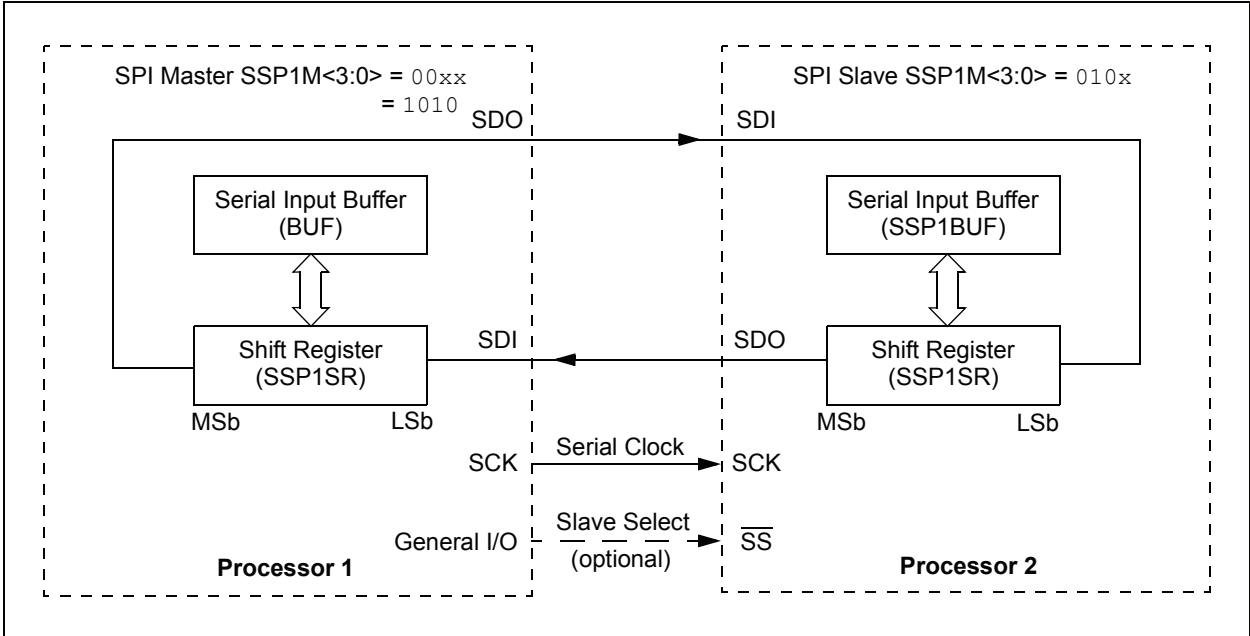 SPI Master SSP1M<3:0> = 00xx
= 1010
SPI Slave SSP1M<3:0> = 010x
SDO
SDI
Serial Input Buffer
(BUF)
Serial Input Buffer
(SSP1BUF)
Shift Register
(SSP1SR)
SDI
SDO
Shift Register
(SSP1SR)
MSb
LSb
MSb
LSb
SCK
Serial Clock
SCK
General I/O
Slave Select
(optional)
SS
Processor 1
Processor 2